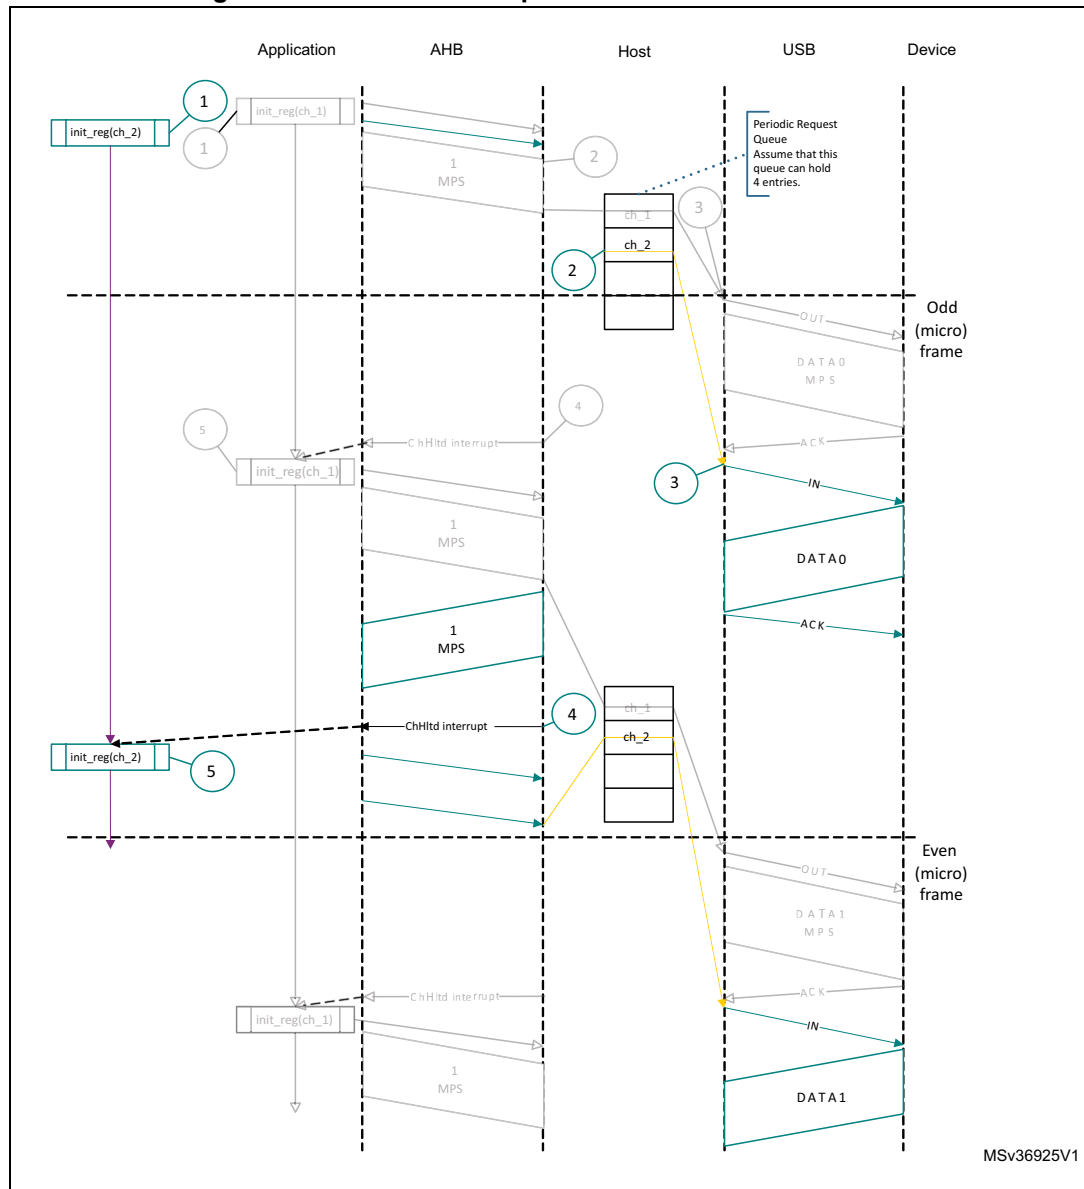 Application AHB Host USB Device
1
init_reg(ch_1)
init_reg(ch_2)
1
1
MPS
2
Periodic Request
Queue
Assume that this
queue can hold
4 entries.
3
ch_1
ch_2
2
Odd
(micro)
frame
OUT
DATA0
MPS
4
5
ChHltd interrupt
ACK
init_reg(ch_1)
3
IN
1
MPS
DATA0
1
MPS
ACK
4
ChHltd interrupt
ch_1
ch_2
init_reg(ch_2)
5
Even
(micro)
frame
OUT
DATA1
MPS
ChHltd interrupt
ACK
init_reg(ch_1)
IN
1
MPS
DATA1
MSv36925V1